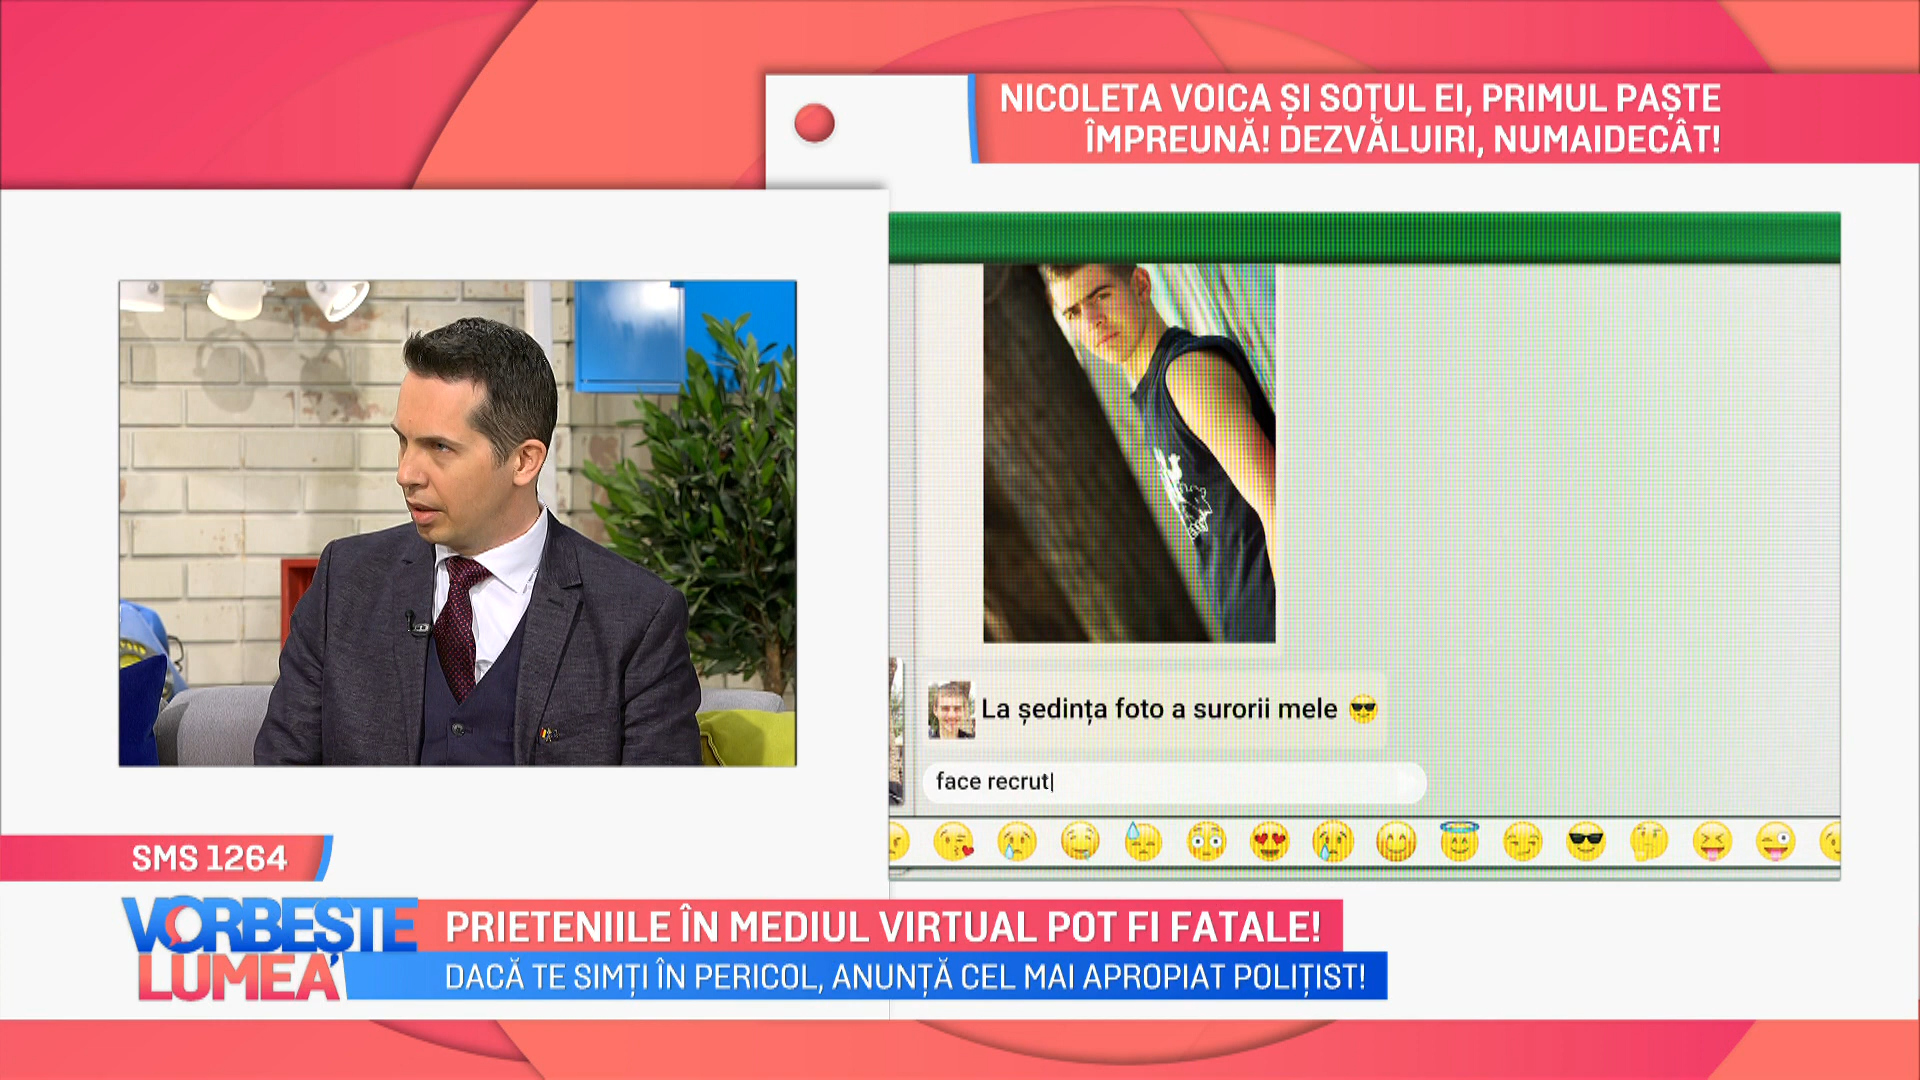 NICOLETA VOICA ȘI SOȚUL EI, PRIMUL PAȘTE
ÎMPREUNĂ! DEZVĂLUIRI, NUMAIDECÂT!
La ședința foto a surorii mele 😎
face recrut
SMS 1264
VORBEȘTE
LUMEA
PRIETENIILE ÎN MEDIUL VIRTUAL POT FI FATALE!
DACĂ TE SIMȚI ÎN PERICOL, ANUNȚĂ CEL MAI APROPIAT POLIȚIST!